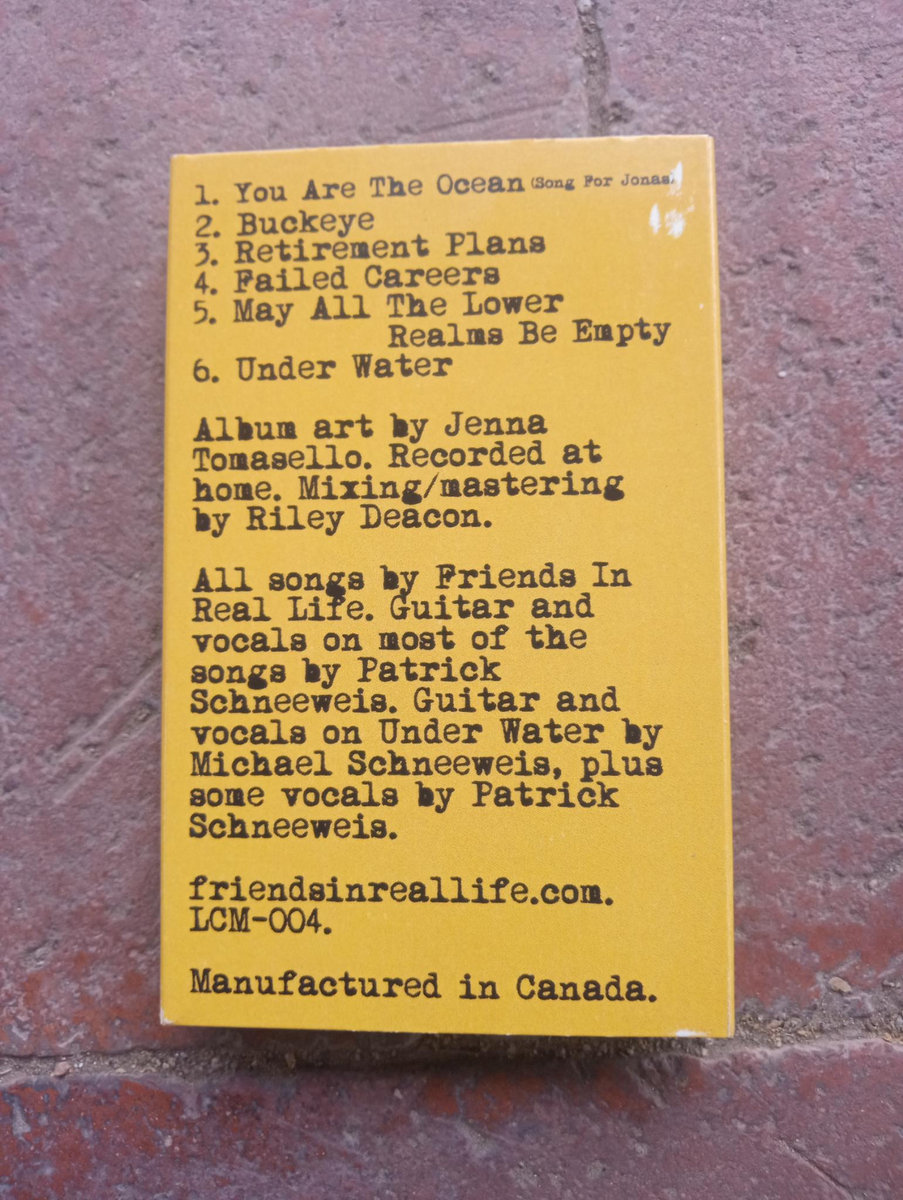 1. You Are The Ocean (Song For Jonas)
2. Buckeye
3. Retirement Plans
4. Failed Careers
5. May All The Lower
Realms Be Empty
6. Under Water
Album art by Jenna
Tomasello. Recorded at
home. Mixing/mastering
by Riley Deacon.
All songs by Friends In
Real Life. Guitar and
vocals on most of the
songs by Patrick
Schneeweis. Guitar and
vocals on Under Water by
Michael Schneeweis, plus
some vocals by Patrick
Schneeweis.
friendsinreallife.com.
LCM-004.
Manufactured in Canada.